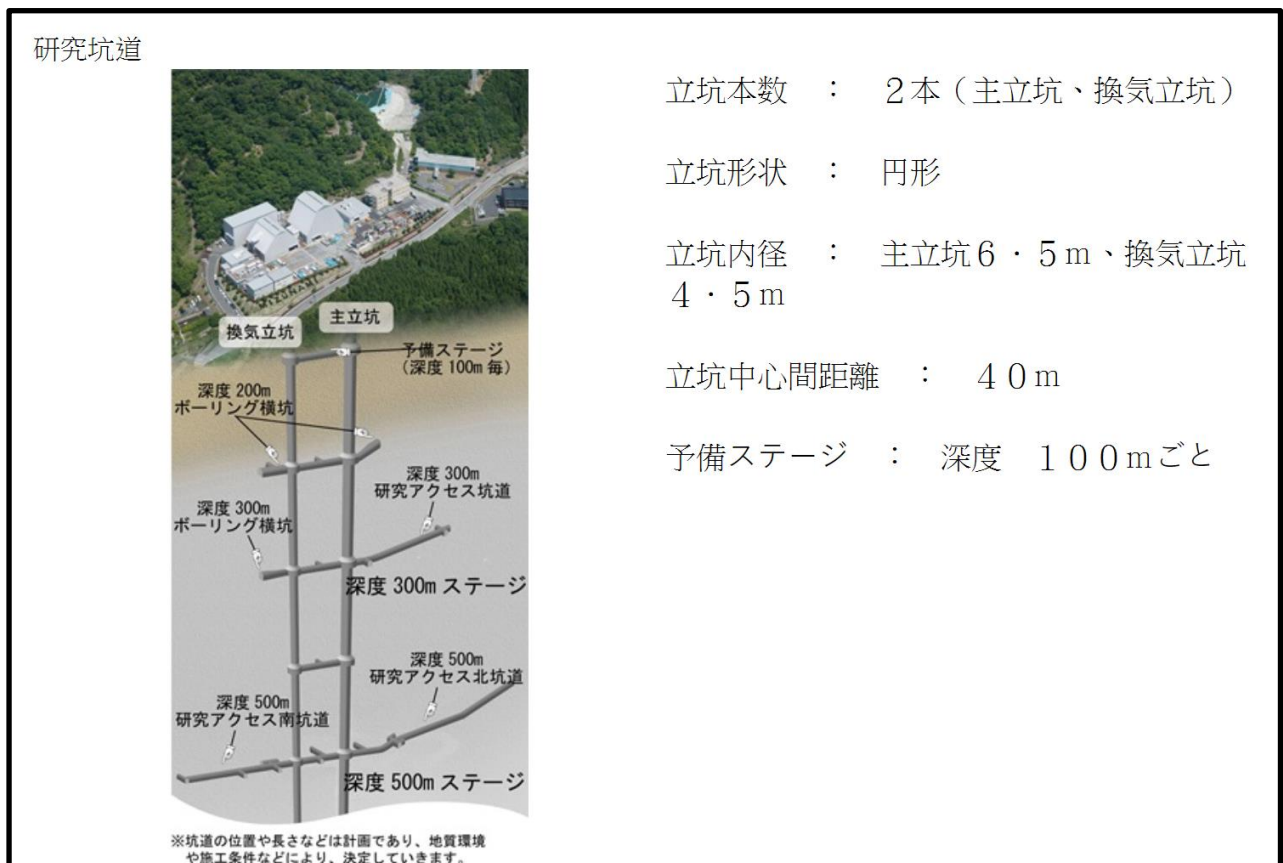 研究坑道
立坑本数　：　２本（主立坑、換気立坑）
立坑形状　：　円形
立坑内径　：　主立坑６・５ｍ、換気立坑
４・５ｍ
立坑中心間距離　：　４０ｍ
予備ステージ　：　深度　１００ｍごと
換気立坑
主立坑
予備ステージ
（深度 100m 毎）
深度 200m
ボーリング横坑
深度 300m
研究アクセス坑道
深度 300m
ボーリング横坑
深度 300m ステージ
深度 500m
研究アクセス北坑道
深度 500m
研究アクセス南坑道
深度 500m ステージ
※坑道の位置や長さなどは計画であり、地質環境
や施工条件などにより、決定していきます。